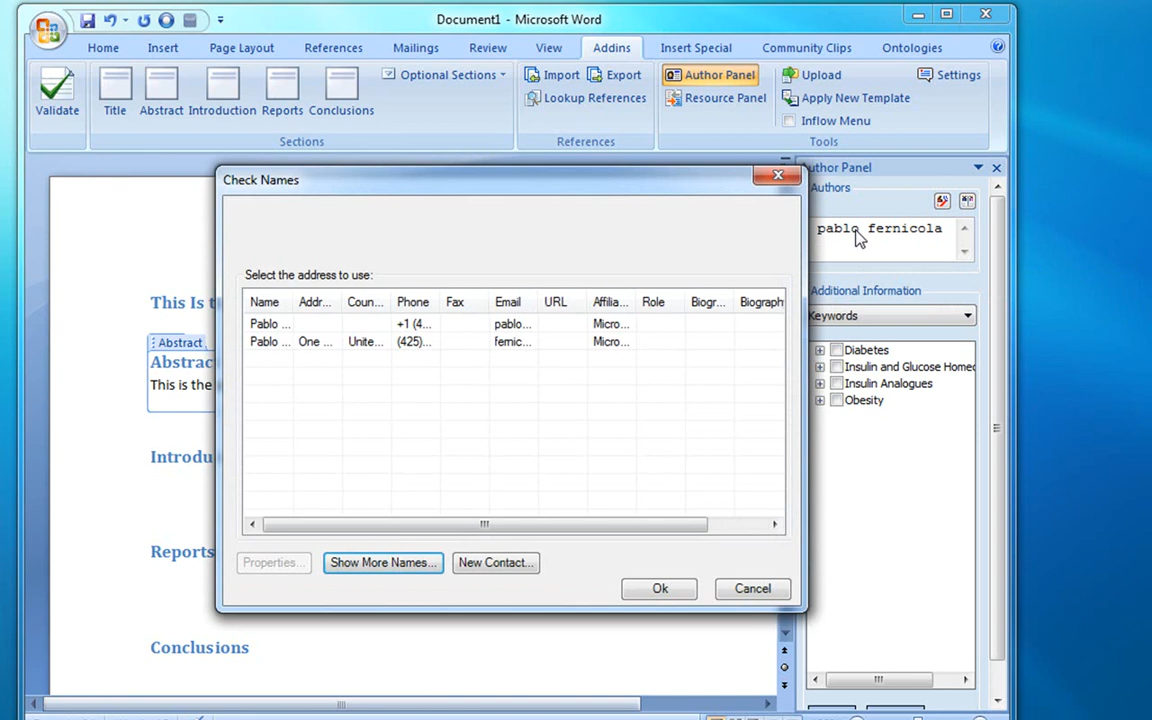 Document1 - Microsoft Word
Home Insert Page Layout References Mailings Review View Addins Insert Special Community Clips Ontologies
Validate Title Abstract Introduction Reports Conclusions
Optional Sections
Sections
Import Export
Lookup References
References
Author Panel
Resource Panel
Upload Settings
Apply New Template
Inflow Menu
Tools
This Is t
Abstract
Abstrac
This is the
Introdu
Reports
Conclusions
Check Names
Select the address to use:
Name Addr... Coun... Phone Fax Email URL Affilia... Role Biogr... Biography
Pablo ... +1 (4... pablo... Micro...
Pablo ... One ... Unite... (425)... fernic... Micro...
Properties... Show More Names... New Contact...
Ok Cancel
Author Panel
Authors
pablo fernicola
Additional Information
Keywords
Diabetes
Insulin and Glucose Homeo
Insulin Analogues
Obesity